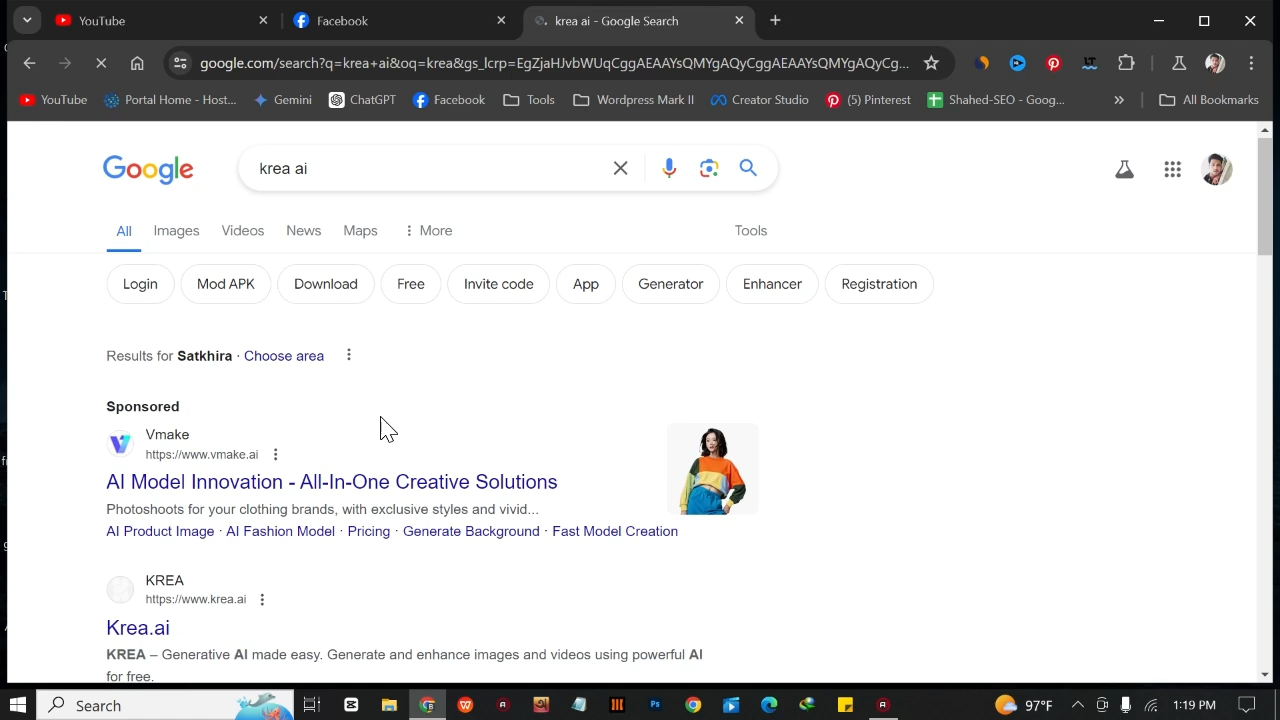 YouTube
Facebook
krea ai - Google Search
google.com/search?q=krea+ai&oq=krea&gs_lcrp=EgZjaHJvbWUqCggAEAAYsQMYgAQyCggAEAAYsQMYgAQyCg...
YouTube
Portal Home - Host...
Gemini
ChatGPT
Facebook
Tools
Wordpress Mark II
Creator Studio
(5) Pinterest
Shahed-SEO - Goog...
»
All Bookmarks
Google
krea ai
All Images Videos News Maps More Tools
Login Mod APK Download Free Invite code App Generator Enhancer Registration
Results for Satkhira · Choose area
Sponsored
Vmake
https://www.vmake.ai
AI Model Innovation - All-In-One Creative Solutions
Photoshoots for your clothing brands, with exclusive styles and vivid...
AI Product Image · AI Fashion Model · Pricing · Generate Background · Fast Model Creation
KREA
https://www.krea.ai
Krea.ai
KREA – Generative AI made easy. Generate and enhance images and videos using powerful AI
for free.
Search
97°F
1:19 PM